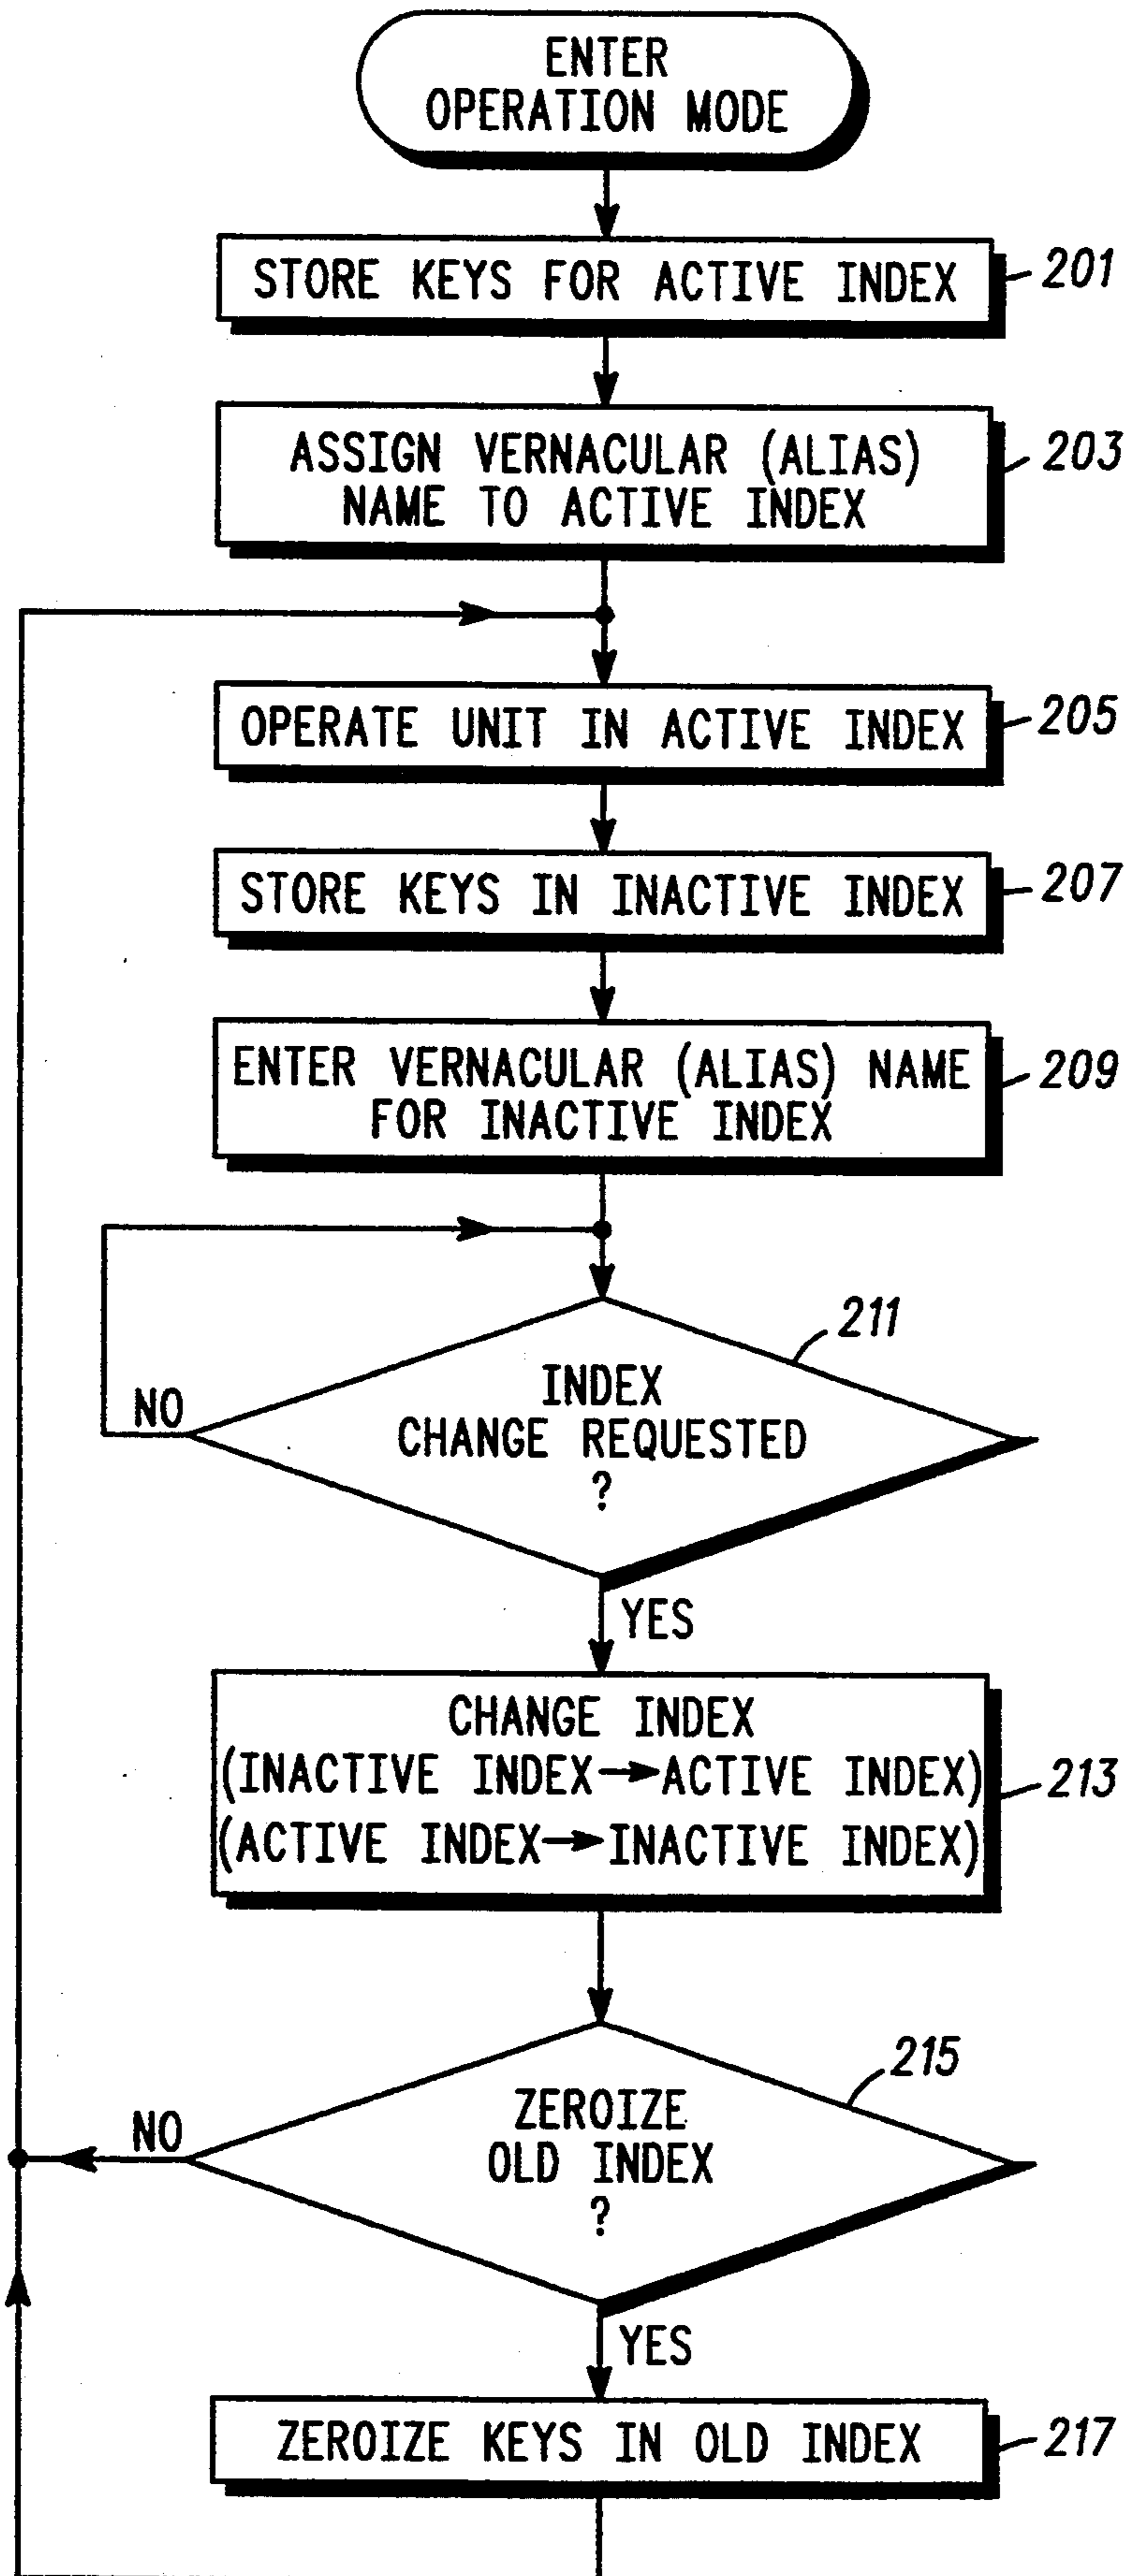 ENTER
OPERATION MODE
STORE KEYS FOR ACTIVE INDEX
201
ASSIGN VERNACULAR (ALIAS)
NAME TO ACTIVE INDEX
203
OPERATE UNIT IN ACTIVE INDEX
205
STORE KEYS IN INACTIVE INDEX
207
ENTER VERNACULAR (ALIAS) NAME
FOR INACTIVE INDEX
209
211
INDEX
CHANGE REQUESTED
?
NO
YES
CHANGE INDEX
(INACTIVE INDEX→ACTIVE INDEX)
(ACTIVE INDEX→INACTIVE INDEX)
213
215
ZEROIZE
OLD INDEX
?
NO
YES
ZEROIZE KEYS IN OLD INDEX
217